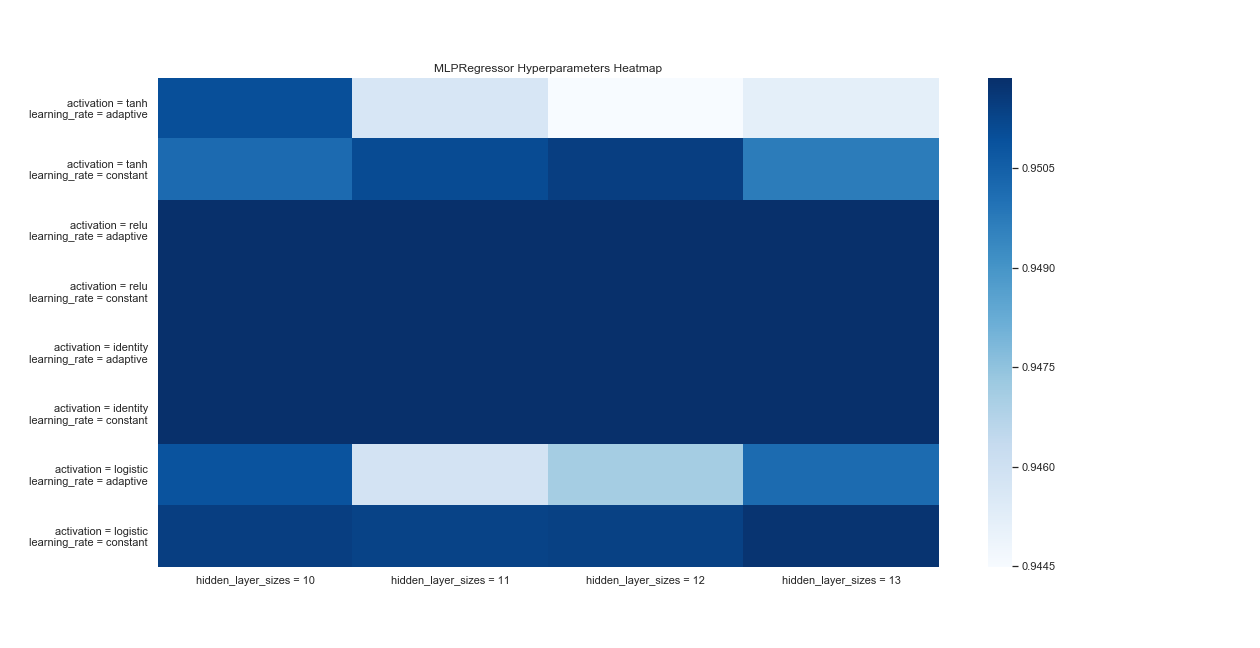 MLPRegressor Hyperparameters Heatmap
activation = tanh
learning_rate = adaptive
activation = tanh
learning_rate = constant
activation = relu
learning_rate = adaptive
activation = relu
learning_rate = constant
activation = identity
learning_rate = adaptive
activation = identity
learning_rate = constant
activation = logistic
learning_rate = adaptive
activation = logistic
learning_rate = constant
hidden_layer_sizes = 10
hidden_layer_sizes = 11
hidden_layer_sizes = 12
hidden_layer_sizes = 13
0.9505
0.9490
0.9475
0.9460
0.9445